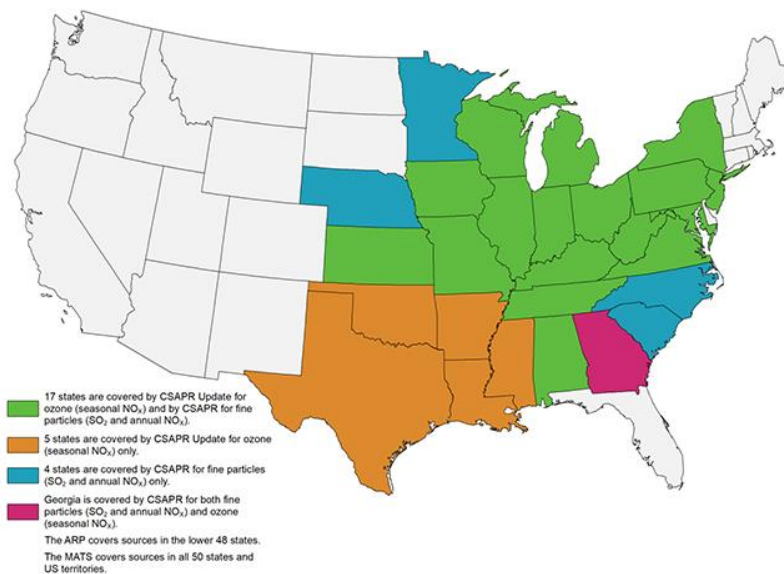 17 states are covered by CSAPR Update for
ozone (seasonal NOₓ) and by CSAPR for fine
particles (SO₂ and annual NOₓ).
5 states are covered by CSAPR Update for ozone
(seasonal NOₓ) only.
4 states are covered by CSAPR for fine particles
(SO₂ and annual NOₓ) only.
Georgia is covered by CSAPR for both fine
particles (SO₂ and annual NOₓ) and ozone
(seasonal NOₓ).
The ARP covers sources in the lower 48 states.
The MATS covers sources in all 50 states and
US territories.